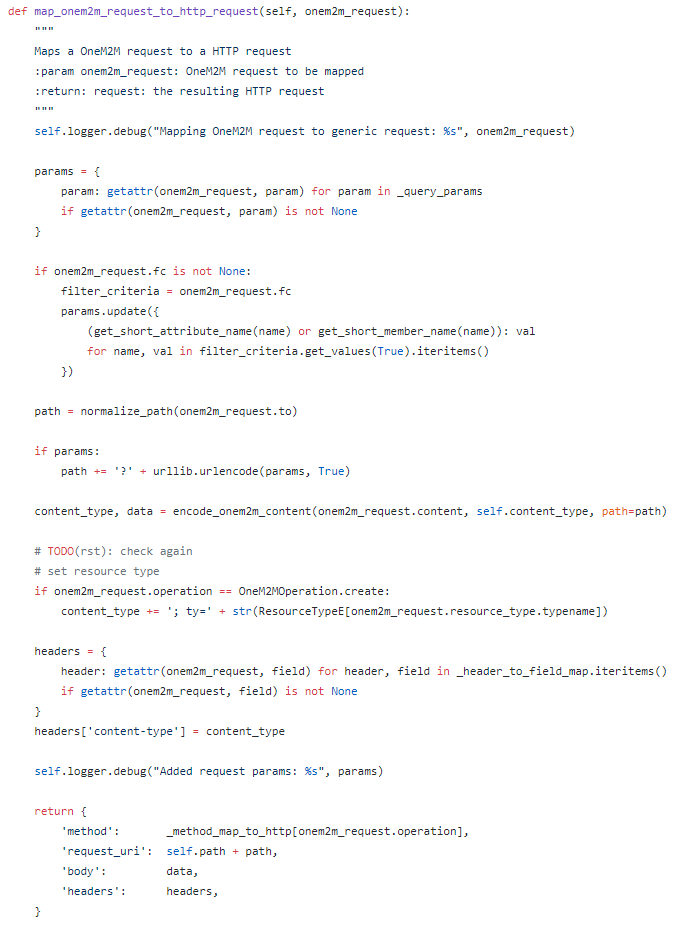 def map_onem2m_request_to_http_request(self, onem2m_request):
    """
    Maps a OneM2M request to a HTTP request
    :param onem2m_request: OneM2M request to be mapped
    :return: request: the resulting HTTP request
    """
    self.logger.debug("Mapping OneM2M request to generic request: %s", onem2m_request)

    params = {
        param: getattr(onem2m_request, param) for param in _query_params
        if getattr(onem2m_request, param) is not None
    }

    if onem2m_request.fc is not None:
        filter_criteria = onem2m_request.fc
        params.update({
            (get_short_attribute_name(name) or get_short_member_name(name)): val
            for name, val in filter_criteria.get_values(True).iteritems()
        })

    path = normalize_path(onem2m_request.to)

    if params:
        path += '?' + urllib.urlencode(params, True)

    content_type, data = encode_onem2m_content(onem2m_request.content, self.content_type, path=path)

    # TODO(rst): check again
    # set resource type
    if onem2m_request.operation == OneM2MOperation.create:
        content_type += '; ty=' + str(ResourceTypeE[onem2m_request.resource_type.typename])

    headers = {
        header: getattr(onem2m_request, field) for header, field in _header_to_field_map.iteritems()
        if getattr(onem2m_request, field) is not None
    }
    headers['content-type'] = content_type

    self.logger.debug("Added request params: %s", params)

    return {
        'method':       _method_map_to_http[onem2m_request.operation],
        'request_uri':  self.path + path,
        'body':         data,
        'headers':      headers,
    }